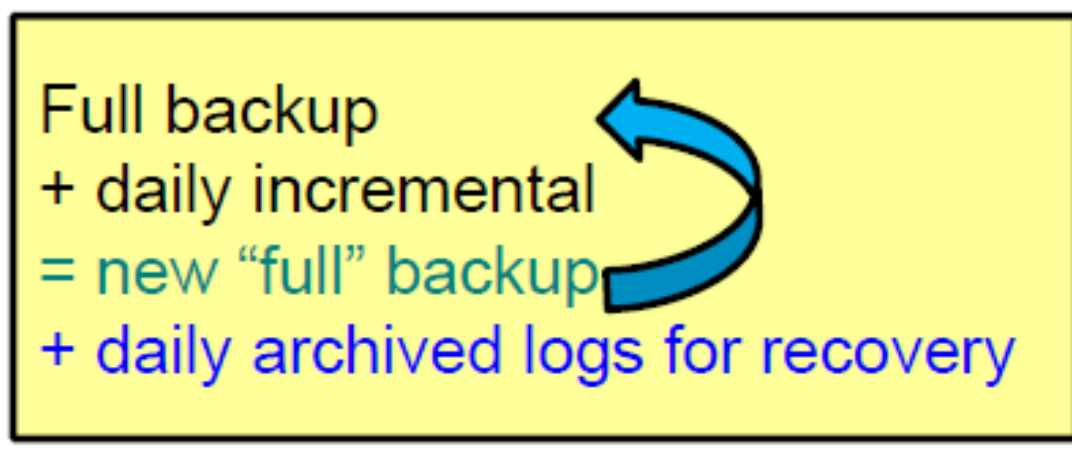 Full backup
+ daily incremental
= new “full” backup
+ daily archived logs for recovery